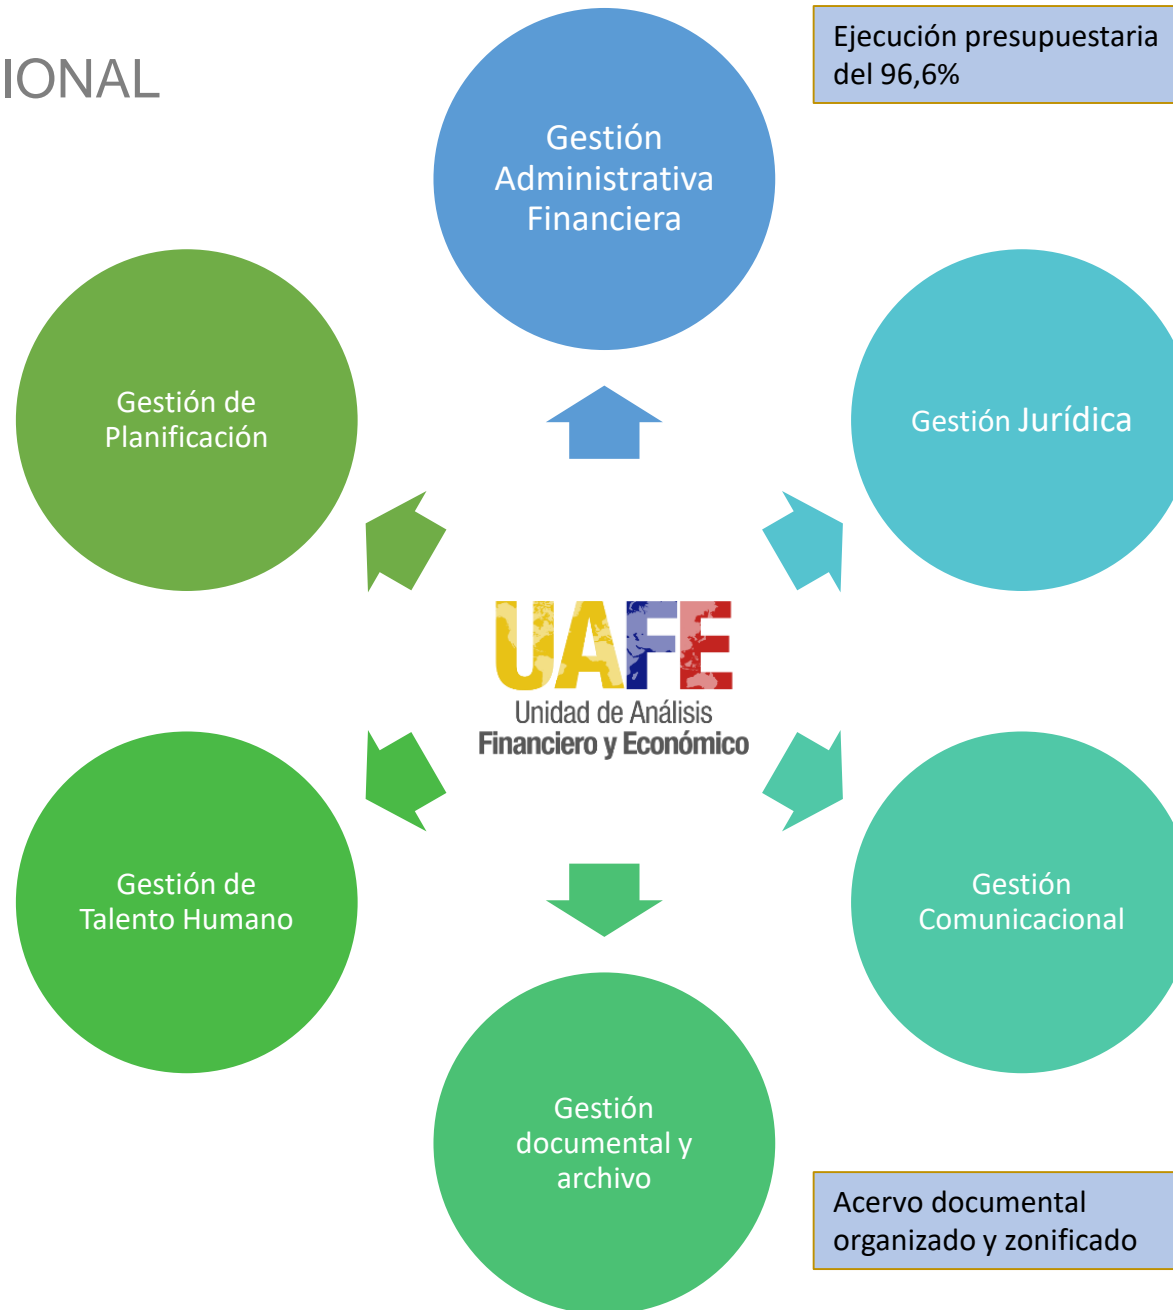 IONAL
Ejecución presupuestaria
del 96,6%
Gestión
Administrativa
Financiera
Gestión de
Planificación
Gestión Jurídica
UAFE
Unidad de Análisis
Financiero y Económico
Gestión de
Talento Humano
Gestión
Comunicacional
Gestión
documental y
archivo
Acervo documental
organizado y zonificado